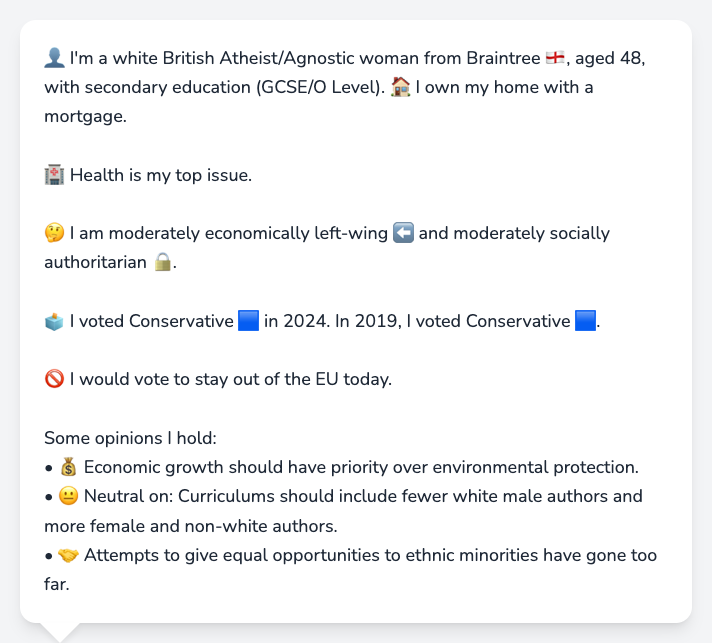 👤 I'm a white British Atheist/Agnostic woman from Braintree 🏴󠁧󠁢󠁥󠁮󠁧󠁿, aged 48,
with secondary education (GCSE/O Level). 🏠 I own my home with a
mortgage.
🏥 Health is my top issue.
🤔 I am moderately economically left-wing ⬅️ and moderately socially
authoritarian 🔒.
🗳️ I voted Conservative 🟦 in 2024. In 2019, I voted Conservative 🟦.
🚫 I would vote to stay out of the EU today.
Some opinions I hold:
• 💰 Economic growth should have priority over environmental protection.
• 😐 Neutral on: Curriculums should include fewer white male authors and
more female and non-white authors.
• 🤝 Attempts to give equal opportunities to ethnic minorities have gone too
far.